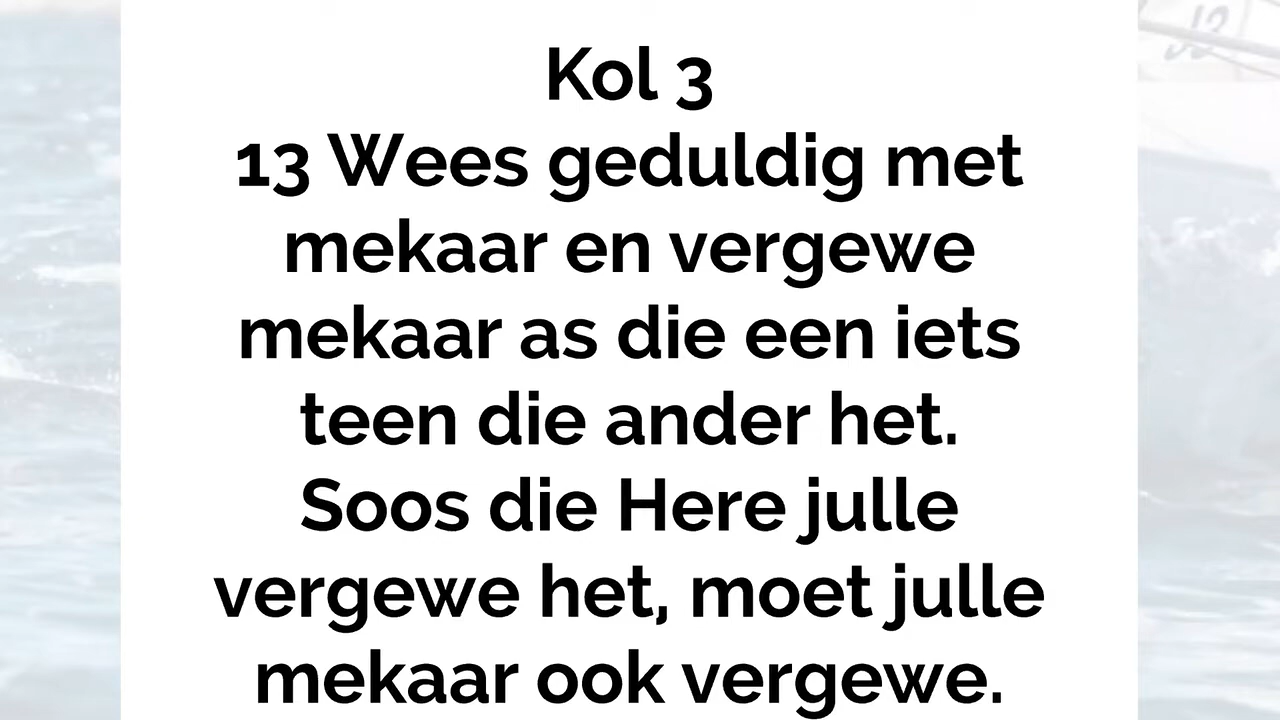 Kol 3
13 Wees geduldig met
mekaar en vergewe
mekaar as die een iets
teen die ander het.
Soos die Here julle
vergewe het, moet julle
mekaar ook vergewe.